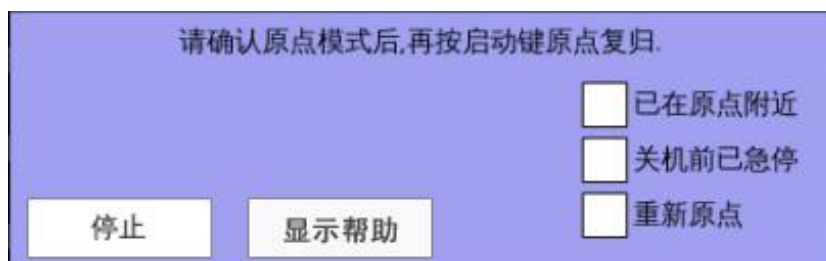 请确认原点模式后,再按启动键原点复归.
已在原点附近
关机前已急停
重新原点
停止
显示帮助